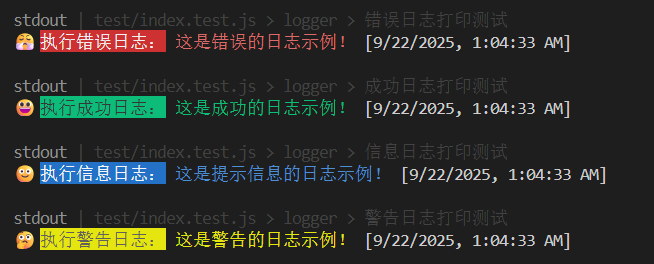 stdout | test/index.test.js > logger > 错误日志打印测试
😤 执行错误日志： 这是错误的日志示例！ [9/22/2025, 1:04:33 AM]
stdout | test/index.test.js > logger > 成功日志打印测试
😃 执行成功日志： 这是成功的日志示例！ [9/22/2025, 1:04:33 AM]
stdout | test/index.test.js > logger > 信息日志打印测试
🙂 执行信息日志： 这是提示信息的日志示例！ [9/22/2025, 1:04:33 AM]
stdout | test/index.test.js > logger > 警告日志打印测试
🤔 执行警告日志： 这是警告的日志示例！ [9/22/2025, 1:04:33 AM]